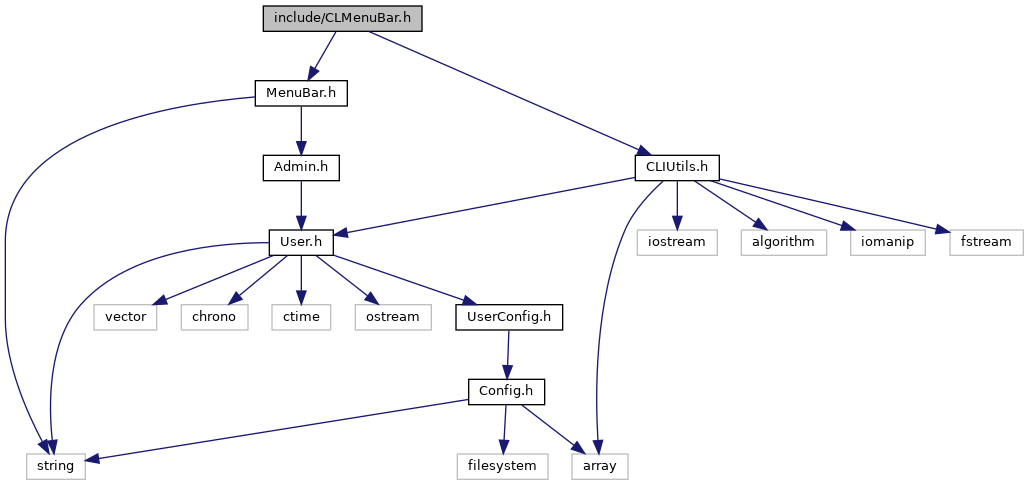 include/CLMenuBar.h
MenuBar.h
Admin.h
CLIUtils.h
User.h
iostream
algorithm
iomanip
fstream
vector
chrono
ctime
ostream
UserConfig.h
Config.h
string
filesystem
array